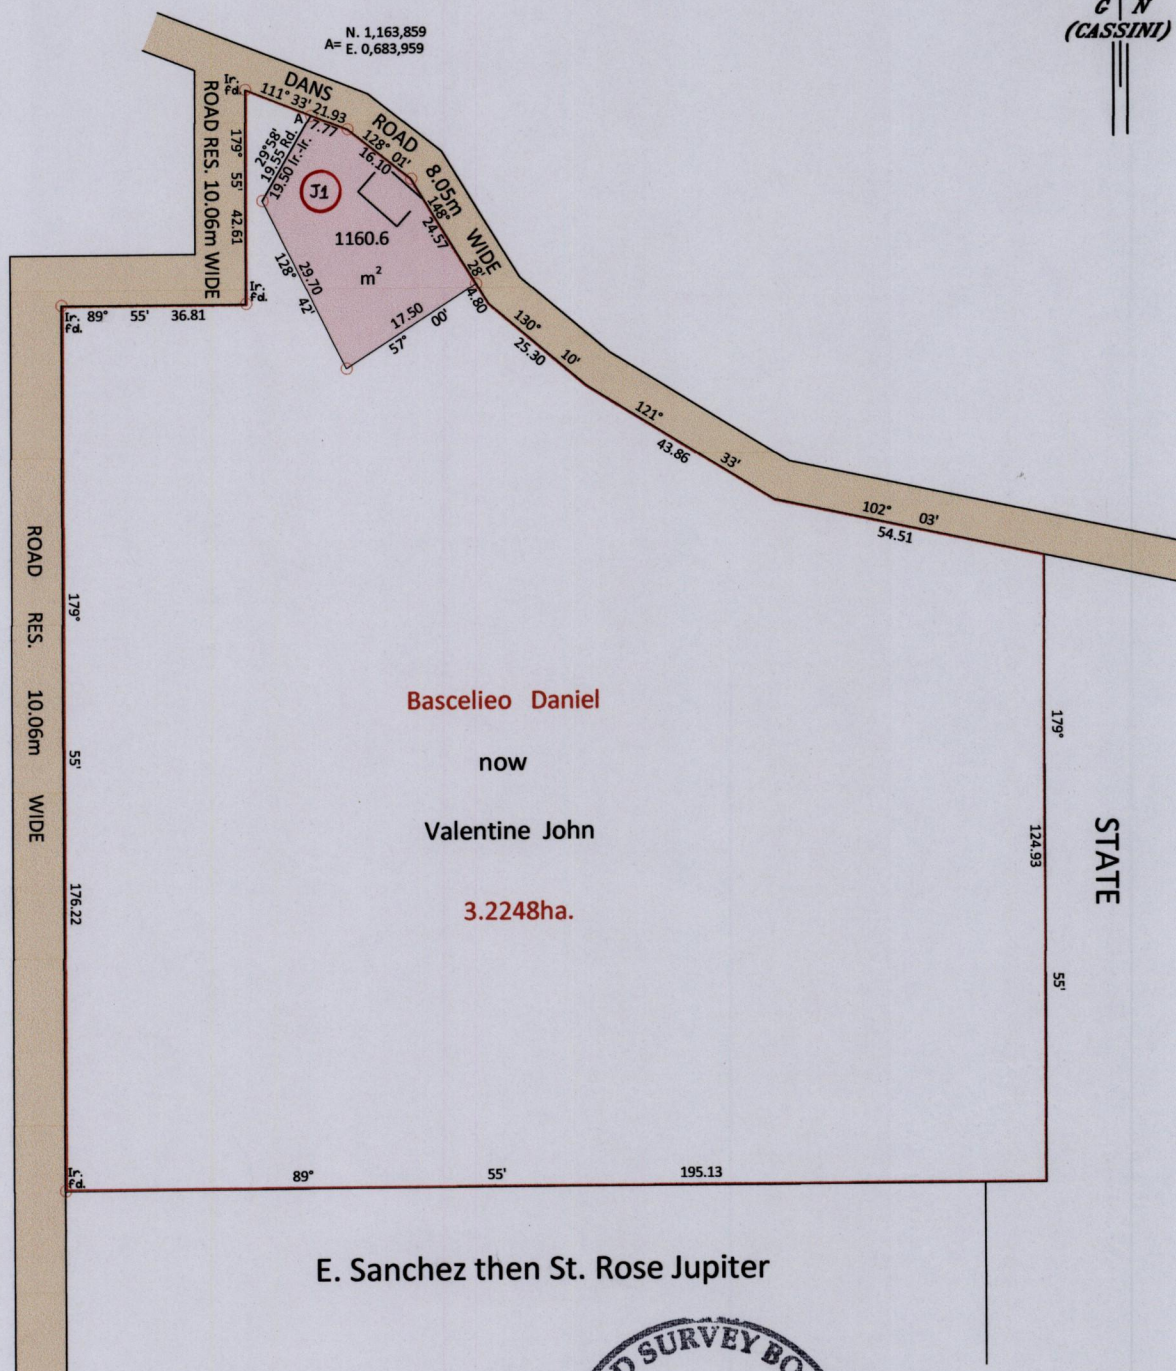 G N
(CASSINI)
A= N. 1,163,859
E. 0,683,959
Ir. fd.
DANS ROAD 8.05m WIDE
111° 33' 21.93
A 7.77
128° 01'
16.10
148° 28'
24.57
4.80
29°58'
19.55 Rd.
19.50 Ir.-Ir.
J1
1160.6
m²
ROAD RES. 10.06m WIDE
179° 55' 42.61
Ir. fd.
128° 42'
29.70
17.50
57° 00'
Ir. fd.
89° 55' 36.81
130° 10'
25.30
121° 33'
43.86
102° 03'
54.51
ROAD RES. 10.06m WIDE
179° 55' 176.22
Bascelieo Daniel
now
Valentine John
3.2248ha.
179° 55'
124.93
STATE
Ir. fd.
89° 55' 195.13
E. Sanchez then St. Rose Jupiter
D SURVEY BO